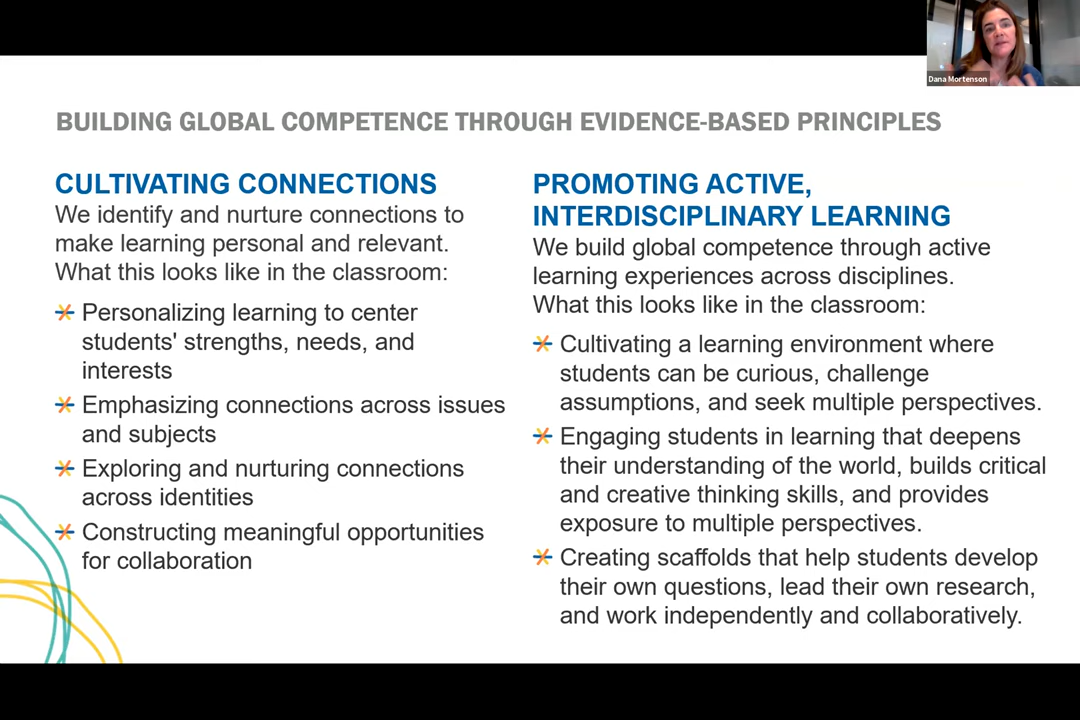 Dana Mortenson
BUILDING GLOBAL COMPETENCE THROUGH EVIDENCE-BASED PRINCIPLES
CULTIVATING CONNECTIONS
We identify and nurture connections to
make learning personal and relevant.
What this looks like in the classroom:
Personalizing learning to center
students' strengths, needs, and
interests
Emphasizing connections across issues
and subjects
Exploring and nurturing connections
across identities
Constructing meaningful opportunities
for collaboration
PROMOTING ACTIVE,
INTERDISCIPLINARY LEARNING
We build global competence through active
learning experiences across disciplines.
What this looks like in the classroom:
Cultivating a learning environment where
students can be curious, challenge
assumptions, and seek multiple perspectives.
Engaging students in learning that deepens
their understanding of the world, builds critical
and creative thinking skills, and provides
exposure to multiple perspectives.
Creating scaffolds that help students develop
their own questions, lead their own research,
and work independently and collaboratively.